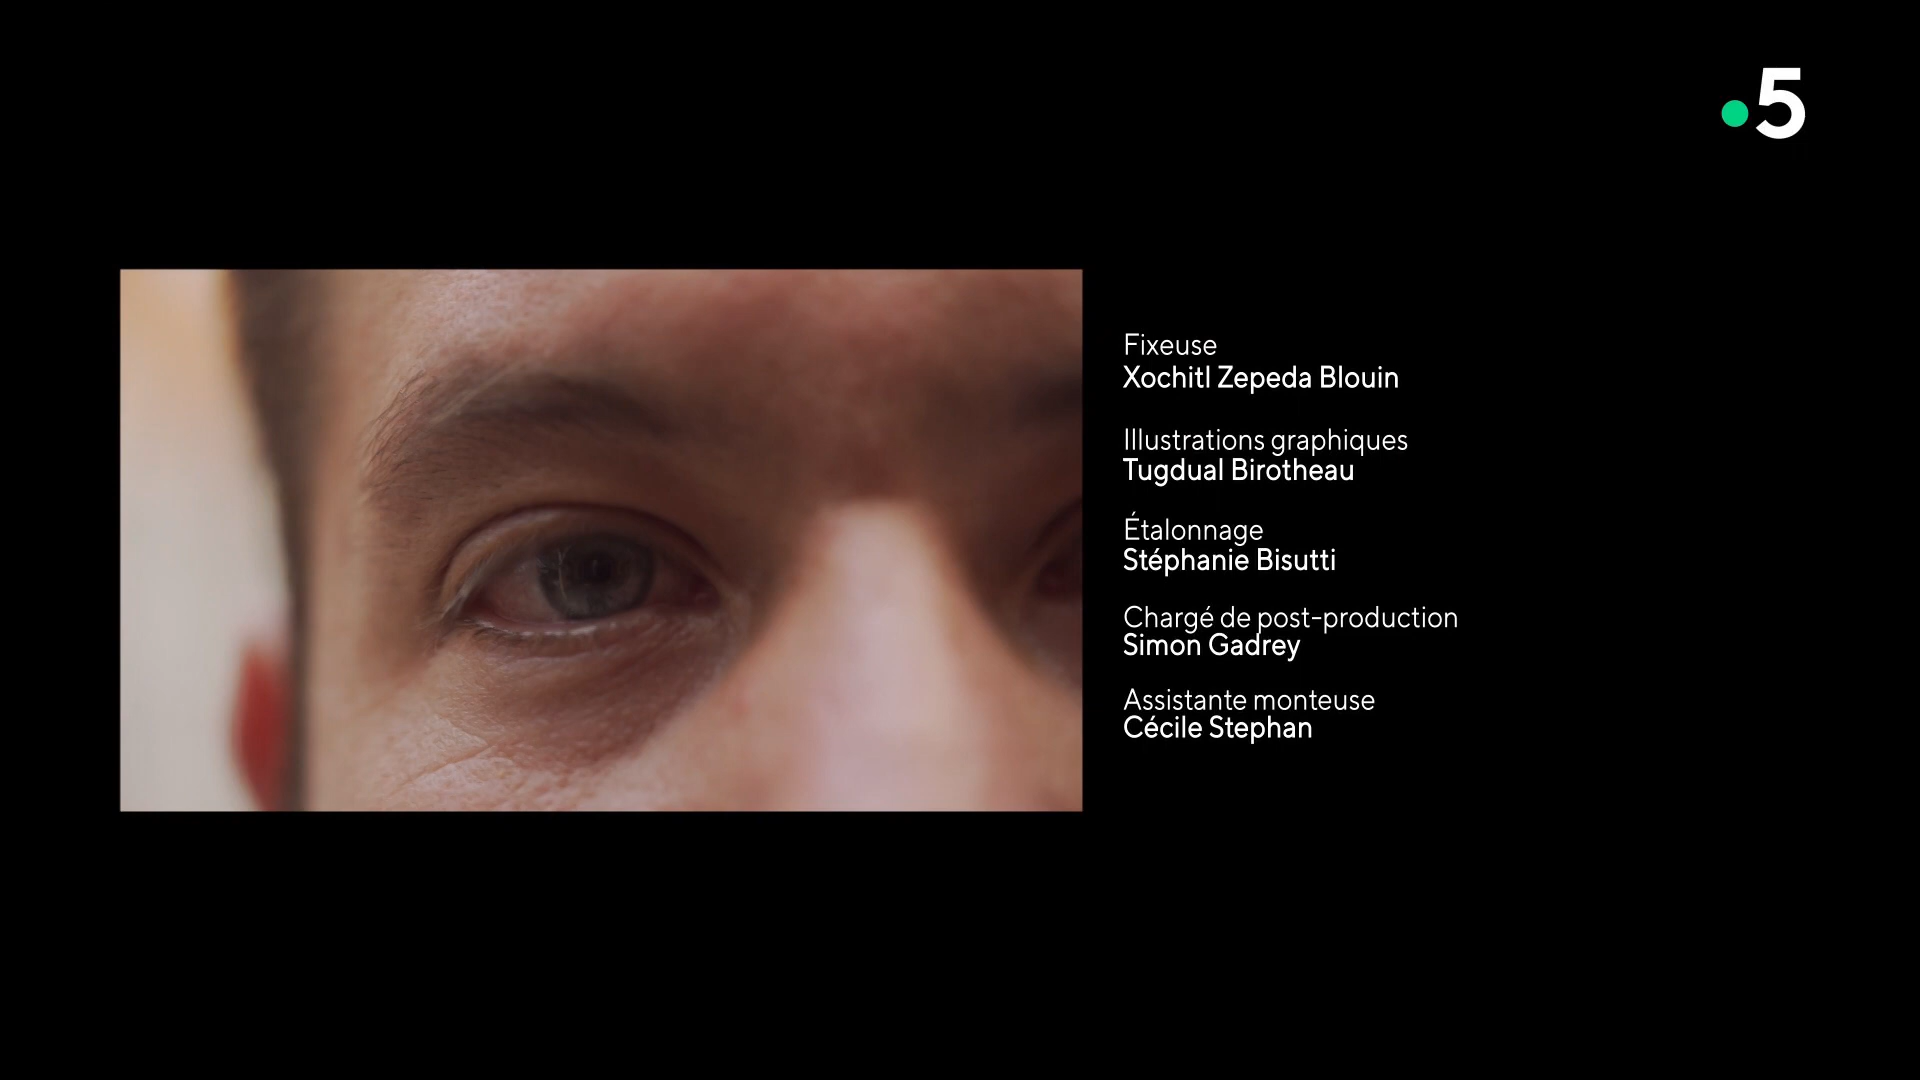 5
Fixeuse
Xochitl Zepeda Blouin
Illustrations graphiques
Tugdual Birotheau
Étalonnage
Stéphanie Bisutti
Chargé de post-production
Simon Gadrey
Assistante monteuse
Cécile Stephan